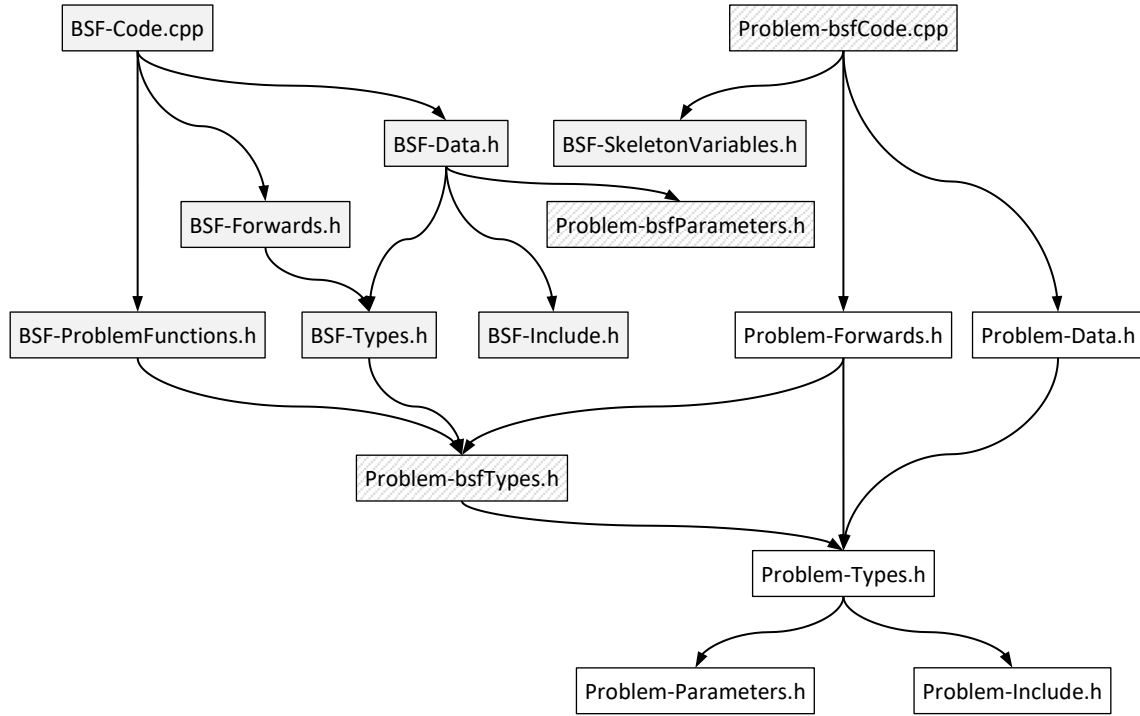 BSF-Code.cpp
Problem-bsfCode.cpp
BSF-Data.h
BSF-SkeletonVariables.h
BSF-Forwards.h
Problem-bsfParameters.h
BSF-ProblemFunctions.h
BSF-Types.h
BSF-Include.h
Problem-Forwards.h
Problem-Data.h
Problem-bsfTypes.h
Problem-Types.h
Problem-Parameters.h
Problem-Include.h